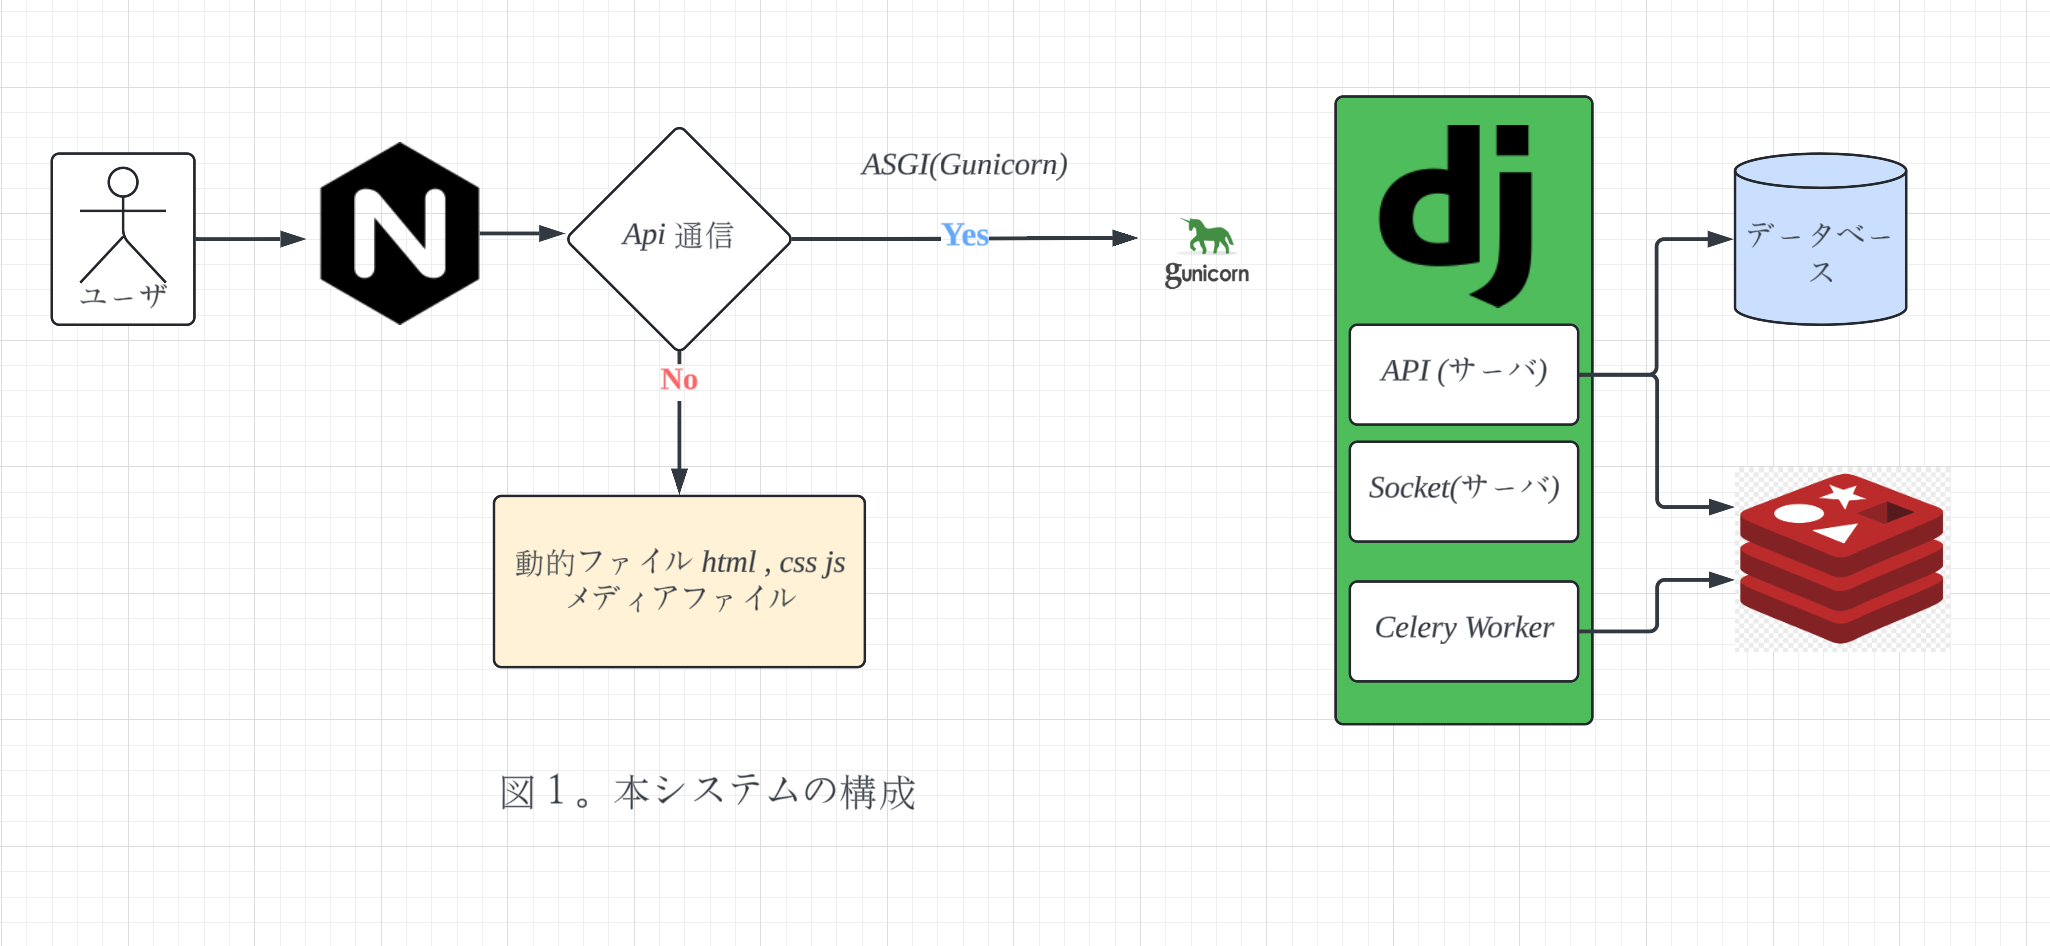 ユーザ
N
Api 通信
ASGI(Gunicorn)
Yes
gunicorn
No
動的ファイル html , css js
メディアファイル
dj
API (サーバ)
Socket(サーバ)
Celery Worker
データベー
ス
図 1 。本システムの構成